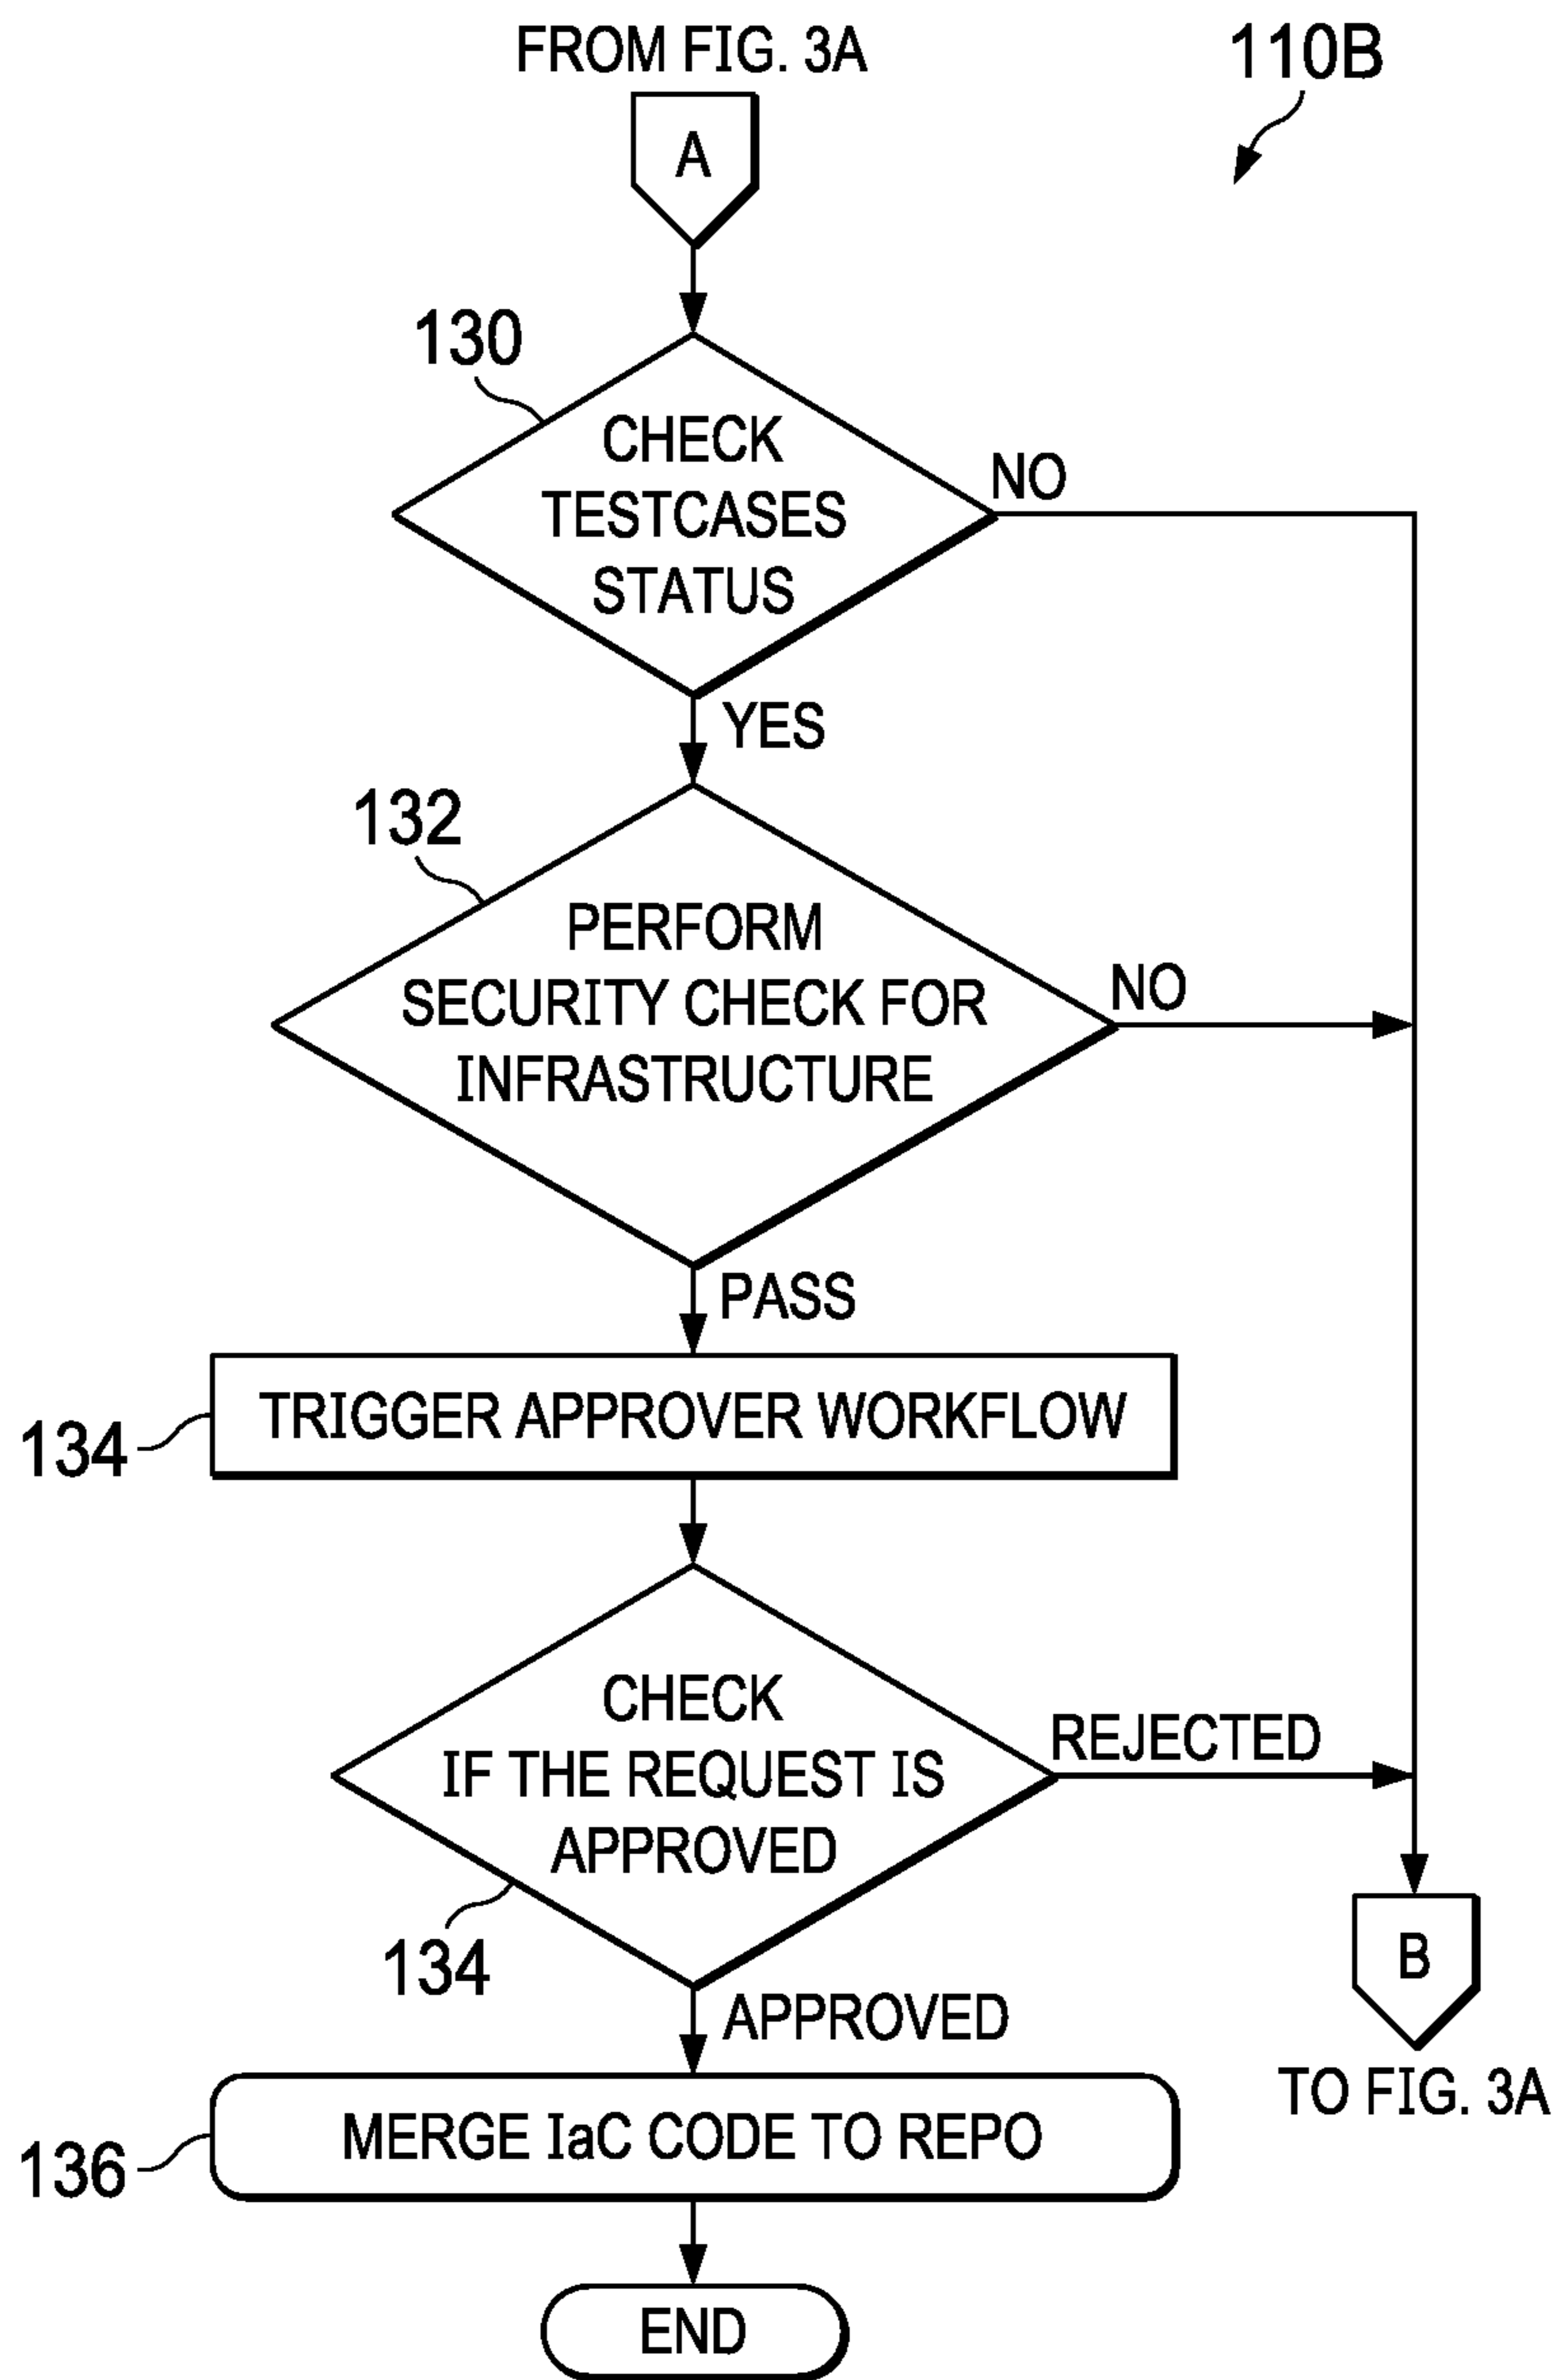 FROM FIG. 3A
110B
A
130
CHECK
TESTCASES
STATUS
NO
YES
132
PERFORM
SECURITY CHECK FOR
INFRASTRUCTURE
NO
PASS
134
TRIGGER APPROVER WORKFLOW
CHECK
IF THE REQUEST IS
APPROVED
REJECTED
134
APPROVED
B
TO FIG. 3A
136
MERGE IaC CODE TO REPO
END